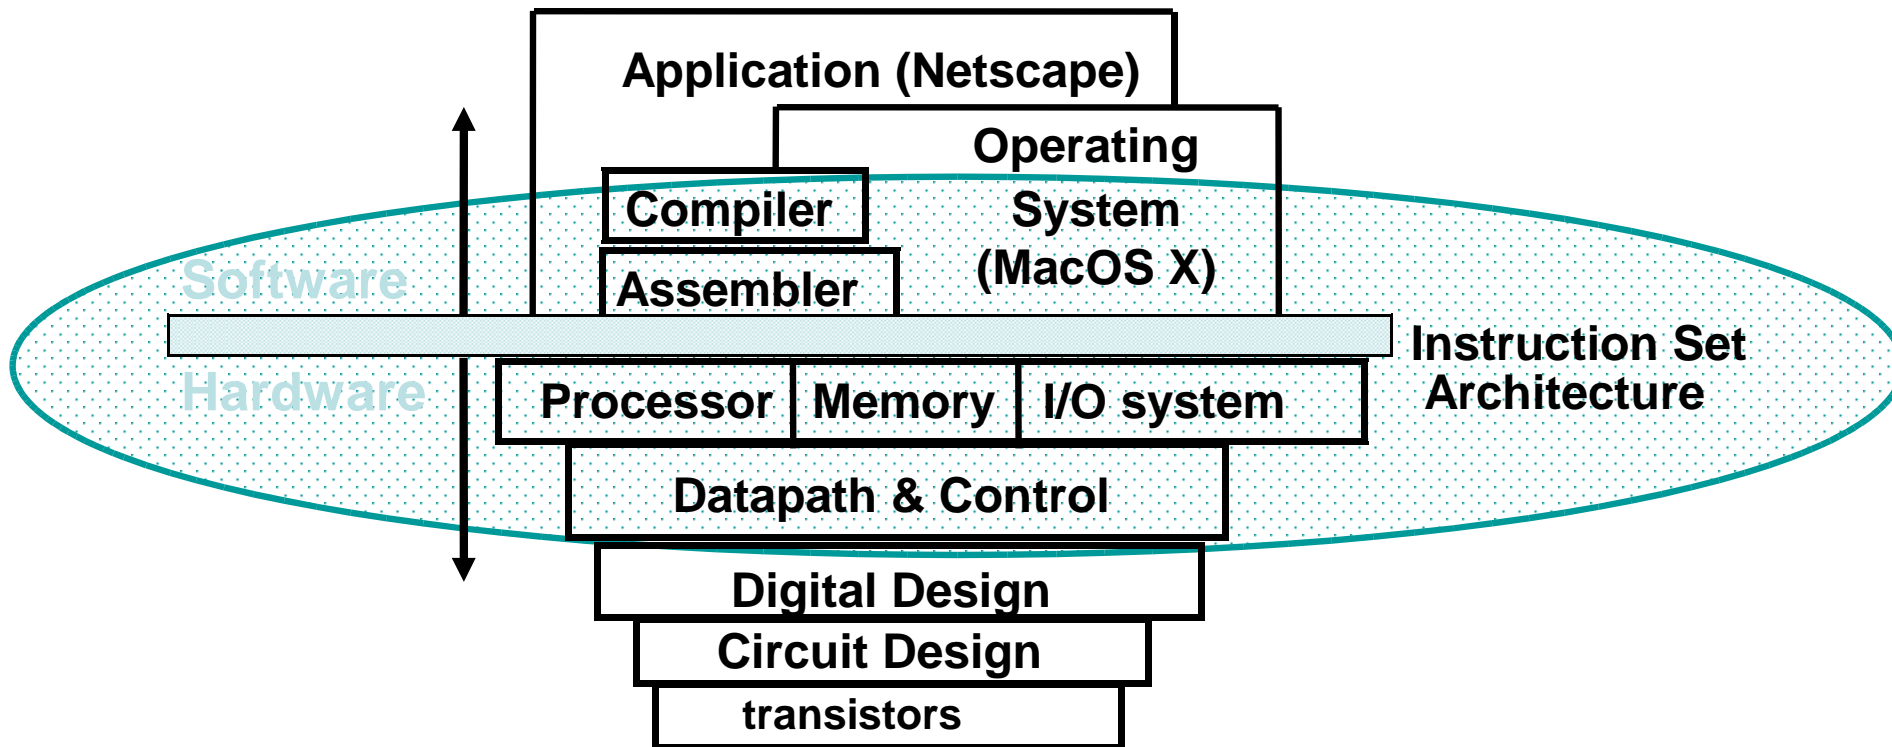 Application (Netscape)
Operating
System
(MacOS X)
Compiler
Assembler
Software
Hardware
Instruction Set
Architecture
Processor
Memory
I/O system
Datapath & Control
Digital Design
Circuit Design
transistors